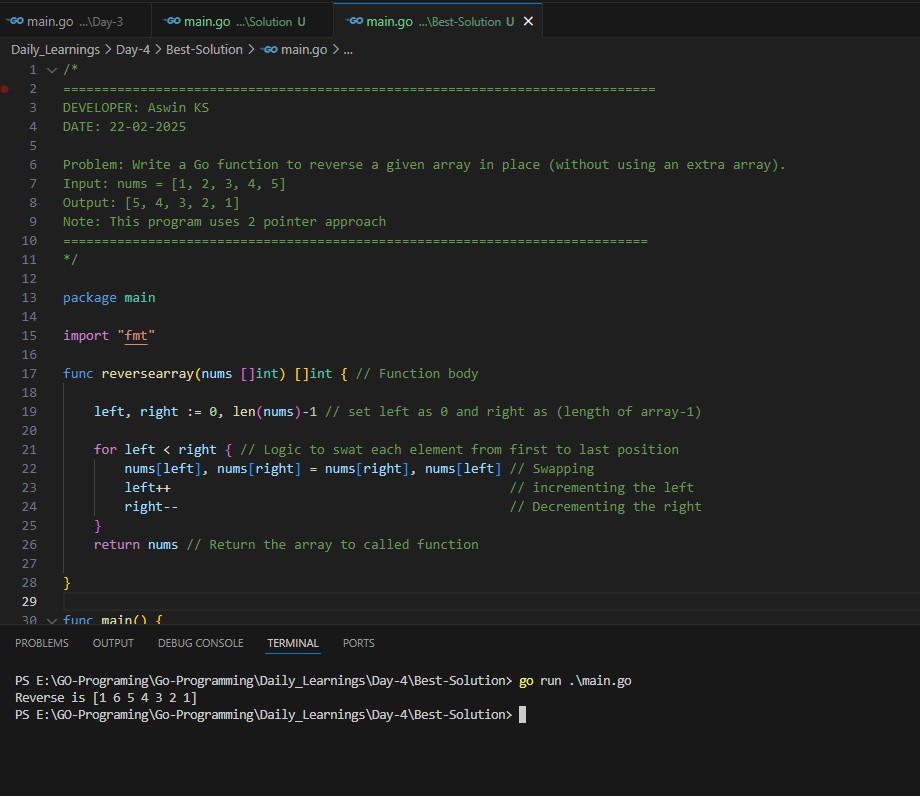 GO main.go ...\Day-3 GO main.go ...\Solution U GO main.go ...\Best-Solution U ×
Daily_Learnings > Day-4 > Best-Solution > GO main.go > ...
1 /*
2 =============================================================================
3 DEVELOPER: Aswin KS
4 DATE: 22-02-2025
5
6 Problem: Write a Go function to reverse a given array in place (without using an extra array).
7 Input: nums = [1, 2, 3, 4, 5]
8 Output: [5, 4, 3, 2, 1]
9 Note: This program uses 2 pointer approach
10 ============================================================================
11 */
12
13 package main
14
15 import "fmt"
16
17 func reversearray(nums []int) []int { // Function body
18
19 left, right := 0, len(nums)-1 // set left as 0 and right as (length of array-1)
20
21 for left < right { // Logic to swat each element from first to last position
22 nums[left], nums[right] = nums[right], nums[left] // Swapping
23 left++ // incrementing the left
24 right-- // Decrementing the right
25 }
26 return nums // Return the array to called function
27
28 }
29
30 func main() {
PROBLEMS OUTPUT DEBUG CONSOLE TERMINAL PORTS
PS E:\GO-Programing\Go-Programming\Daily_Learnings\Day-4\Best-Solution> go run .\main.go
Reverse is [1 6 5 4 3 2 1]
PS E:\GO-Programing\Go-Programming\Daily_Learnings\Day-4\Best-Solution>